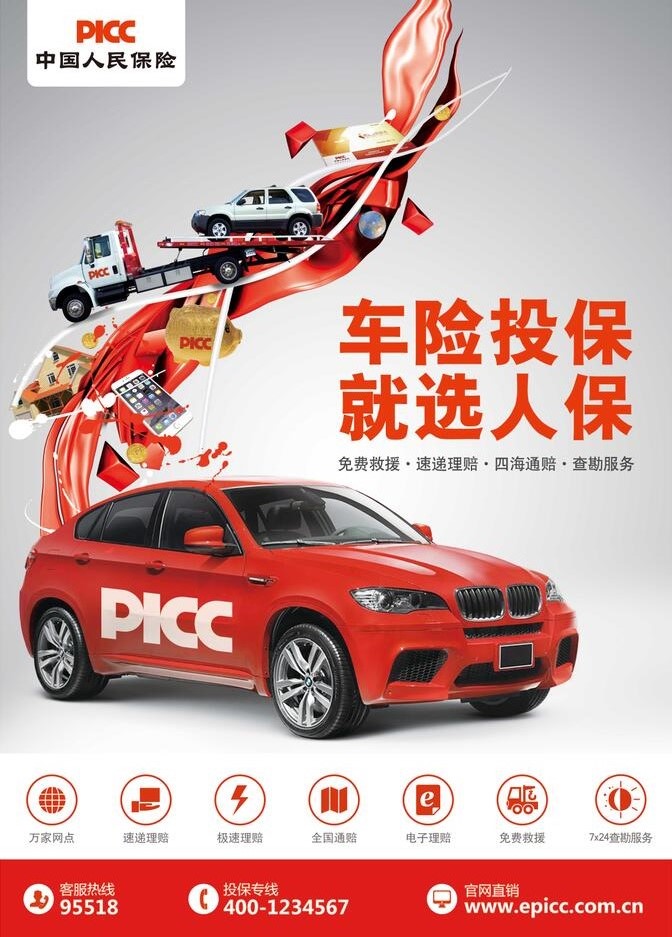 PICC
中国人民保险
PICC
PICC
PICC
车险投保
就选人保
免费救援·速递理赔·四海通赔·查勘服务
PICC
万家网点
速递理赔
极速理赔
全国通赔
电子理赔
免费救援
7x24查勘服务
客服热线
95518
投保专线
400-1234567
官网直销
www.epicc.com.cn